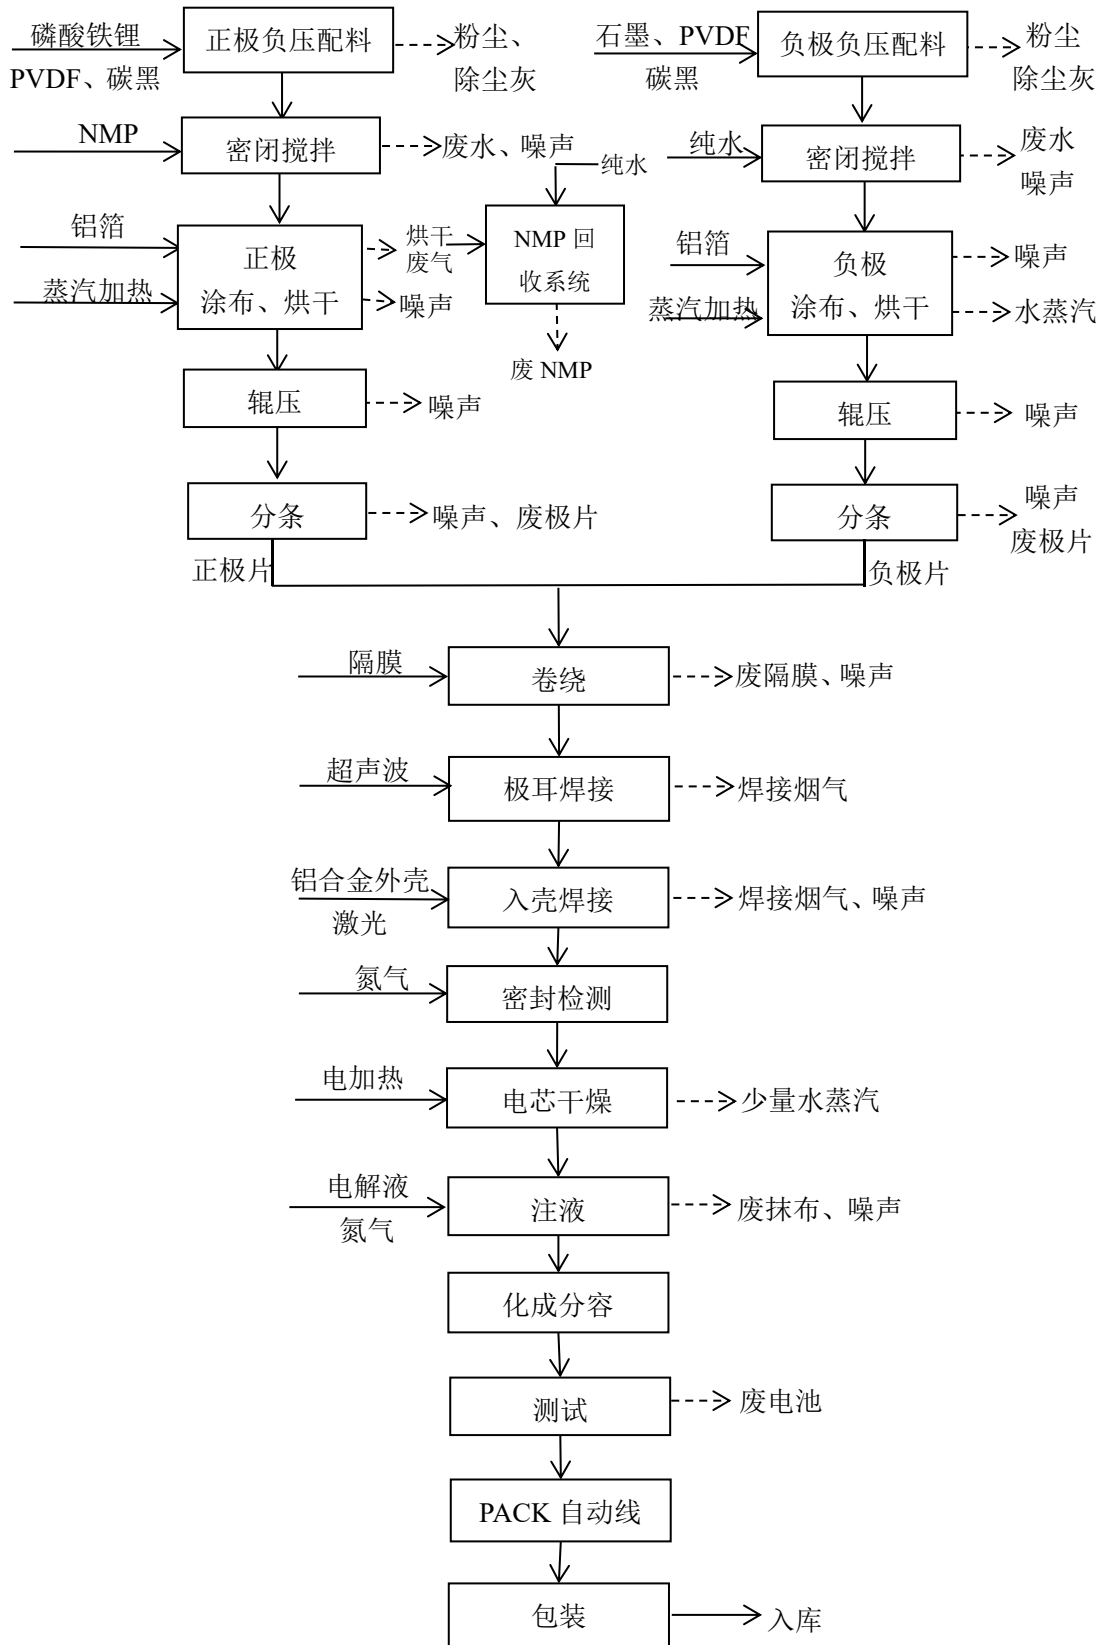 磷酸铁锂
PVDF、碳黑
正极负压配料
粉尘、
除尘灰
石墨、PVDF
碳黑
负极负压配料
粉尘
除尘灰
NMP
密闭搅拌
废水、噪声
纯水
纯水
密闭搅拌
废水
噪声
铝箔
蒸汽加热
正极
涂布、烘干
烘干
废气
噪声
NMP 回
收系统
废 NMP
铝箔
蒸汽加热
负极
涂布、烘干
噪声
水蒸汽
辊压
噪声
辊压
噪声
分条
噪声、废极片
分条
噪声
废极片
正极片
负极片
隔膜
卷绕
废隔膜、噪声
超声波
极耳焊接
焊接烟气
铝合金外壳
激光
入壳焊接
焊接烟气、噪声
氮气
密封检测
电加热
电芯干燥
少量水蒸汽
电解液
氮气
注液
废抹布、噪声
化成分容
测试
废电池
PACK 自动线
包装
入库